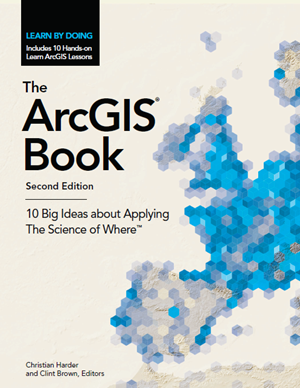 LEARN BY DOING
Includes 10 Hands-on
Learn ArcGIS Lessons
The
ArcGIS®
Book
Second Edition
10 Big Ideas about Applying
The Science of Where™
Christian Harder
and Clint Brown, Editors